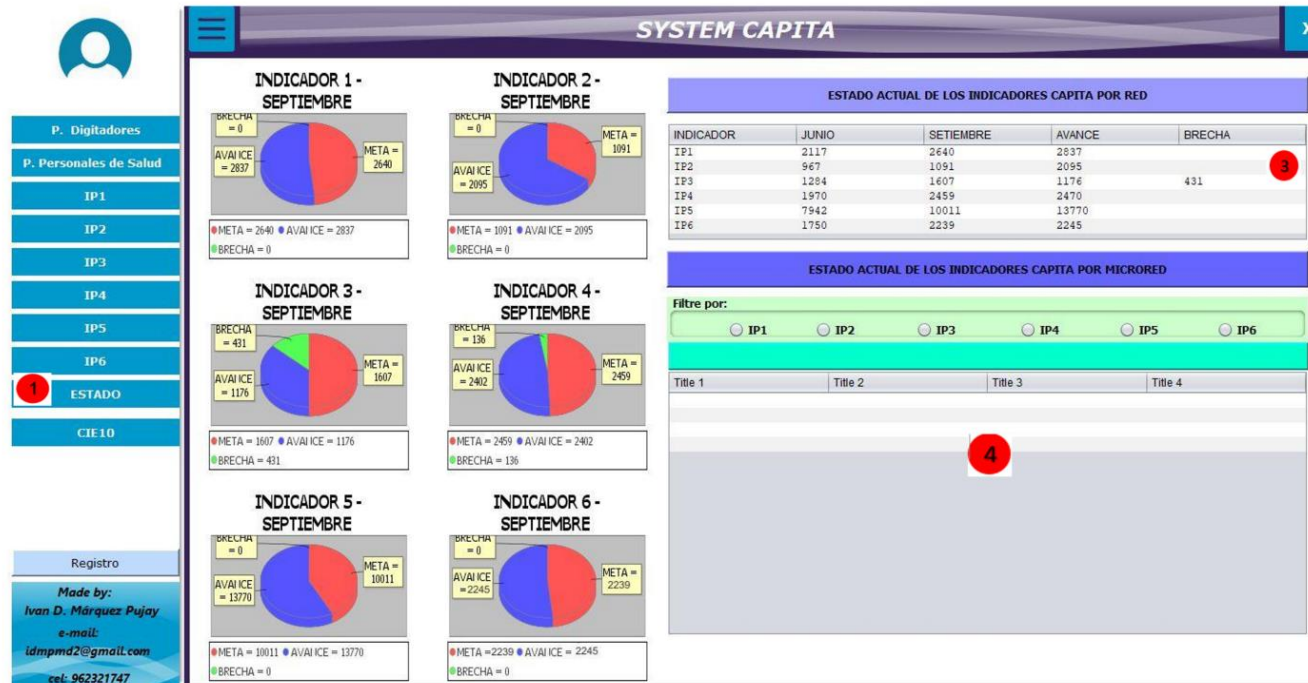 SYSTEM CAPITA
X
P. Digitadores
P. Personales de Salud
IP1
IP2
IP3
IP4
IP5
IP6
1
ESTADO
CIE10
Registro
Made by:
Ivan D. Márquez Pujay
e-mail:
idmpmd2@gmail.com
cel: 962321747
INDICADOR 1 -
SEPTIEMBRE
BRECHA
= 0
META =
2640
AVANCE
= 2837
META = 2640 AVANCE = 2837
BRECHA = 0
INDICADOR 2 -
SEPTIEMBRE
BRECHA
= 0
META =
1091
AVANCE
= 2095
META = 1091 AVANCE = 2095
BRECHA = 0
INDICADOR 3 -
SEPTIEMBRE
BRECHA
= 431
META =
1607
AVANCE
= 1176
META = 1607 AVANCE = 1176
BRECHA = 431
INDICADOR 4 -
SEPTIEMBRE
BRECHA
= 136
META =
2459
AVANCE
= 2402
META = 2459 AVANCE = 2402
BRECHA = 136
INDICADOR 5 -
SEPTIEMBRE
BRECHA
= 0
META =
10011
AVANCE
= 13770
META = 10011 AVANCE = 13770
BRECHA = 0
INDICADOR 6 -
SEPTIEMBRE
BRECHA
= 0
META =
2239
AVANCE
=2245
META =2239 AVANCE = 2245
BRECHA = 0
ESTADO ACTUAL DE LOS INDICADORES CAPITA POR RED
INDICADOR JUNIO SETIEMBRE AVANCE BRECHA
IP1 2117 2640 2837
IP2 967 1091 2095
3
IP3 1284 1607 1176 431
IP4 1970 2459 2470
IP5 7942 10011 13770
IP6 1750 2239 2245
ESTADO ACTUAL DE LOS INDICADORES CAPITA POR MICRORED
Filtre por:
IP1 IP2 IP3 IP4 IP5 IP6
Title 1 Title 2 Title 3 Title 4
4